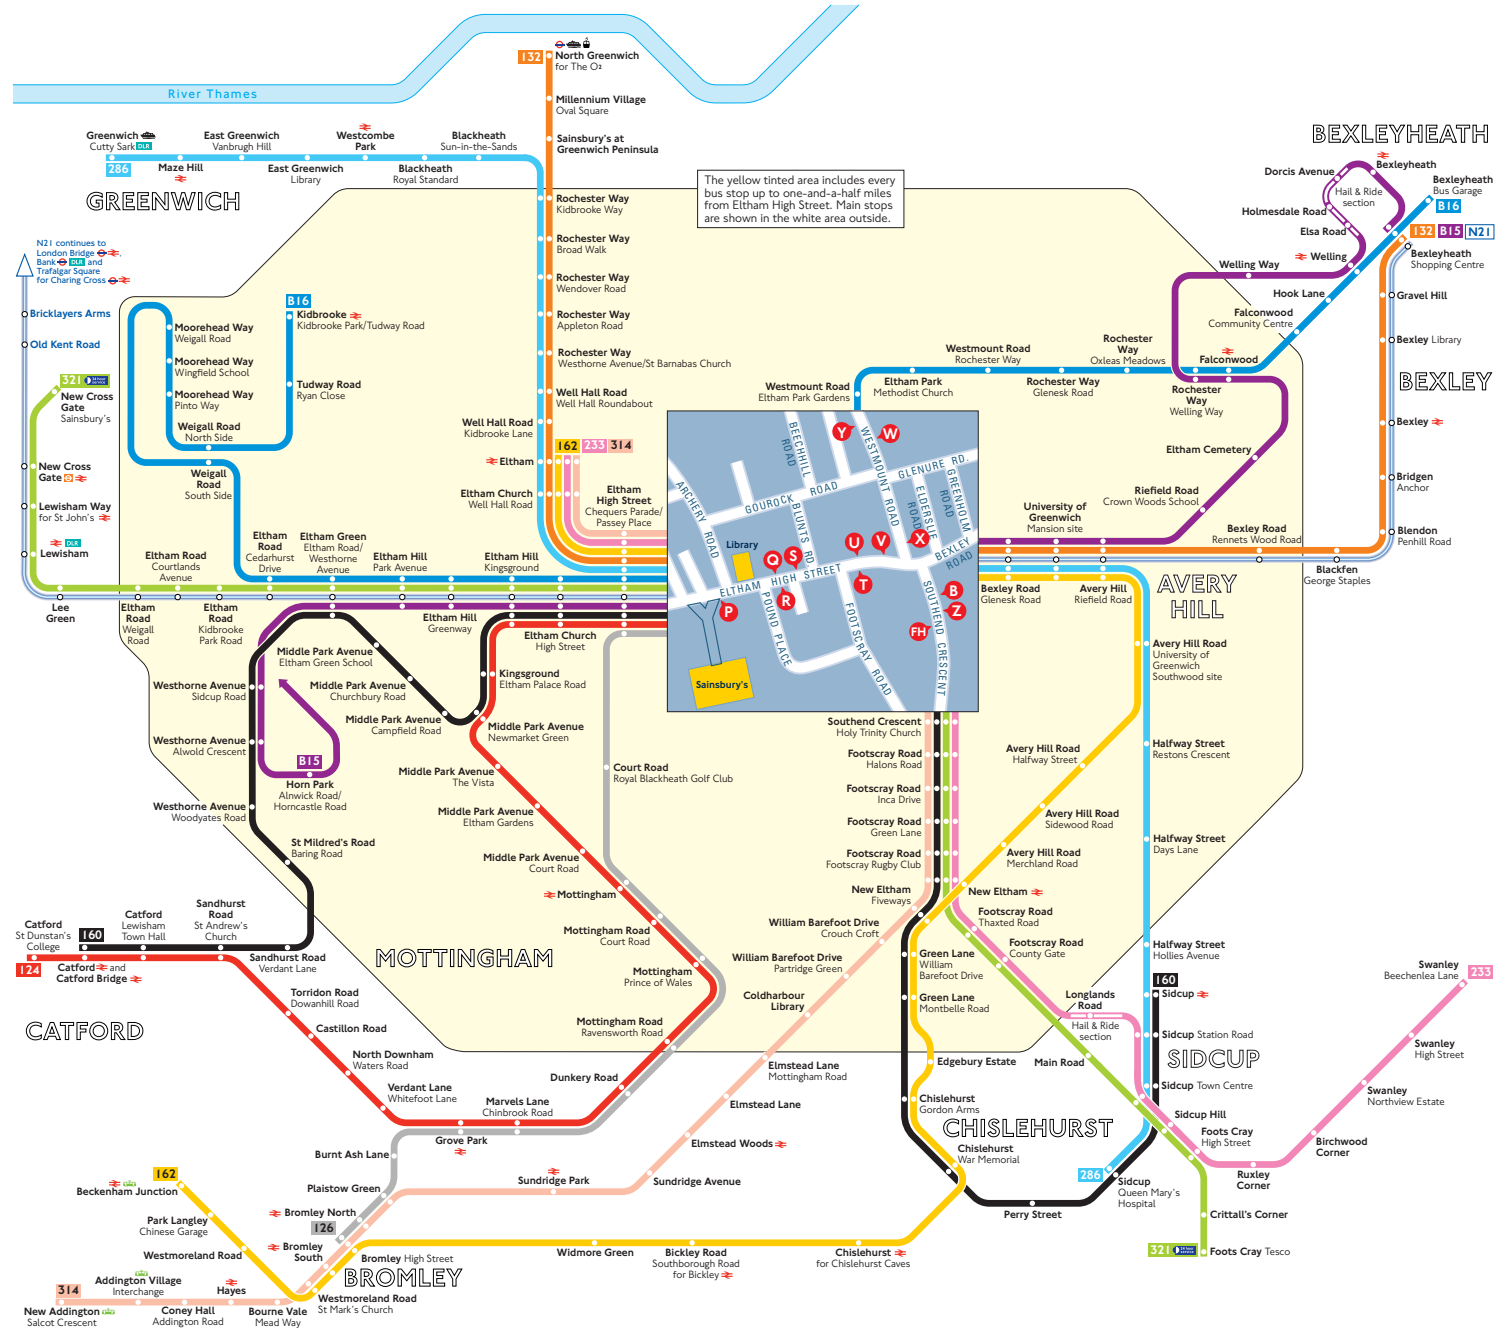 132
North Greenwich
for The O2
River Thames
Millennium Village
Oval Square
Sainsbury's at
Greenwich Peninsula
Greenwich
Cutty Sark DLR
286
Maze Hill
East Greenwich
Vanbrugh Hill
East Greenwich
Library
Westcombe
Park
Blackheath
Royal Standard
Blackheath
Sun-in-the-Sands
GREENWICH
The yellow tinted area includes every
bus stop up to one-and-a-half miles
from Eltham High Street. Main stops
are shown in the white area outside.
BEXLEYHEATH
Dorcis Avenue
Bexleyheath
Hail & Ride
section
Bexleyheath
Bus Garage
B16
Holmesdale Road
Elsa Road
132
B15
N21
Bexleyheath
Shopping Centre
Welling
Welling Way
Hook Lane
Gravel Hill
Falconwood
Community Centre
Falconwood
Bexley Library
BEXLEY
Bexley
Bridgen
Anchor
Blendon
Penhill Road
Blackfen
George Staples
Rochester Way
Kidbrooke Way
Rochester Way
Broad Walk
Rochester Way
Wendover Road
Rochester Way
Appleton Road
Rochester Way
Westhorne Avenue/St Barnabas Church
Well Hall Road
Well Hall Roundabout
Well Hall Road
Kidbrooke Lane
162
233
314
Eltham
Eltham Church
Well Hall Road
Eltham
High Street
Chequers Parade/
Passey Place
N21 continues to
London Bridge
Bank DLR and
Trafalgar Square
for Charing Cross
Bricklayers Arms
Old Kent Road
321
24 hour
service
New Cross
Gate
Sainsbury's
New Cross
Gate
Lewisham Way
for St John's
DLR
Lewisham
Lee
Green
B16
Kidbrooke
Kidbrooke Park/Tudway Road
Moorehead Way
Weigall Road
Moorehead Way
Wingfield School
Moorehead Way
Pinto Way
Tudway Road
Ryan Close
Weigall Road
North Side
Weigall
Road
South Side
Eltham Road
Courtlands
Avenue
Eltham
Road
Cedarhurst
Drive
Eltham Green
Eltham Road/
Westhorne
Avenue
Eltham Hill
Park Avenue
Eltham Hill
Kingsground
Eltham
Road
Weigall
Road
Eltham
Road
Kidbrooke
Park Road
Eltham Hill
Greenway
Eltham Church
High Street
Westmount Road
Eltham Park Gardens
Eltham Park
Methodist Church
Westmount Road
Rochester Way
Rochester Way
Glenesk Road
Rochester
Way
Oxleas Meadows
Rochester
Way
Welling Way
Eltham Cemetery
Riefield Road
Crown Woods School
University of
Greenwich
Mansion site
Bexley Road
Rennets Wood Road
Bexley Road
Glenesk Road
Avery Hill
Riefield Road
AVERY
HILL
BEECHHILL
ROAD
WESTMOUNT ROAD
GLENURE RD.
ARCHERY ROAD
GOUROCK ROAD
BLUNTS RD
ELDERSLIE
ROAD
GREENHOLM
ROAD
BEXLEY
ROAD
ELTHAM HIGH STREET
POUND PLACE
FOOTSCRAY ROAD
SOUTHEND CRESCENT
Library
Sainsbury's
Y
W
U
V
X
Q
S
T
R
P
B
Z
FH
Middle Park Avenue
Eltham Green School
Middle Park Avenue
Churchbury Road
Middle Park Avenue
Campfield Road
Kingsground
Eltham Palace Road
Middle Park Avenue
Newmarket Green
Middle Park Avenue
The Vista
Middle Park Avenue
Eltham Gardens
Middle Park Avenue
Court Road
Mottingham
Court Road
Royal Blackheath Golf Club
Westhorne Avenue
Sidcup Road
Westhorne Avenue
Alwold Crescent
B15
Horn Park
Alnwick Road/
Horncastle Road
Westhorne Avenue
Woodyates Road
St Mildred's Road
Baring Road
Catford
St Dunstan's
College
160
124
Catford and
Catford Bridge
Catford
Lewisham
Town Hall
Sandhurst
Road
St Andrew's
Church
Sandhurst Road
Verdant Lane
CATFORD
Torridon Road
Dowanhill Road
Castillon Road
North Downham
Waters Road
Verdant Lane
Whitefoot Lane
MOTTINGHAM
Mottingham Road
Court Road
Mottingham
Prince of Wales
Mottingham Road
Ravensworth Road
Dunkery Road
Marvels Lane
Chinbrook Road
Grove Park
Burnt Ash Lane
Plaistow Green
Bromley North
126
Bromley
South
Bromley High Street
BROMLEY
Westmoreland Road
St Mark's Church
162
Beckenham Junction
Park Langley
Chinese Garage
Westmoreland Road
314
New Addington
Salcot Crescent
Addington Village
Interchange
Coney Hall
Addington Road
Hayes
Bourne Vale
Mead Way
Sundridge Park
Sundridge Avenue
Elmstead Woods
Elmstead Lane
Elmstead Lane
Mottingham Road
Widmore Green
Bickley Road
Southborough Road
for Bickley
Chislehurst
for Chislehurst Caves
Southend Crescent
Holy Trinity Church
Footscray Road
Halons Road
Footscray Road
Inca Drive
Footscray Road
Green Lane
Footscray Road
Footscray Rugby Club
New Eltham
Fiveways
William Barefoot Drive
Crouch Croft
William Barefoot Drive
Partridge Green
Coldharbour
Library
Avery Hill Road
University of
Greenwich
Southwood site
Avery Hill Road
Halfway Street
Avery Hill Road
Sidewood Road
Avery Hill Road
Merchland Road
New Eltham
Halfway Street
Restons Crescent
Halfway Street
Days Lane
Halfway Street
Hollies Avenue
Footscray Road
Thaxted Road
Footscray Road
County Gate
Green Lane
William
Barefoot Drive
Green Lane
Montbelle Road
Edgebury Estate
Chislehurst
Gordon Arms
CHISLEHURST
Chislehurst
War Memorial
Perry Street
Longlands
Road
Hail & Ride
section
Main Road
160
Sidcup
Sidcup Station Road
SIDCUP
Sidcup Town Centre
Sidcup Hill
Foots Cray
High Street
286
Sidcup
Queen Mary's
Hospital
Ruxley
Corner
Crittall's Corner
321
24 hour
service
Foots Cray Tesco
Birchwood
Corner
Swanley
Northview Estate
Swanley
High Street
Swanley
Beechenlea Lane
233